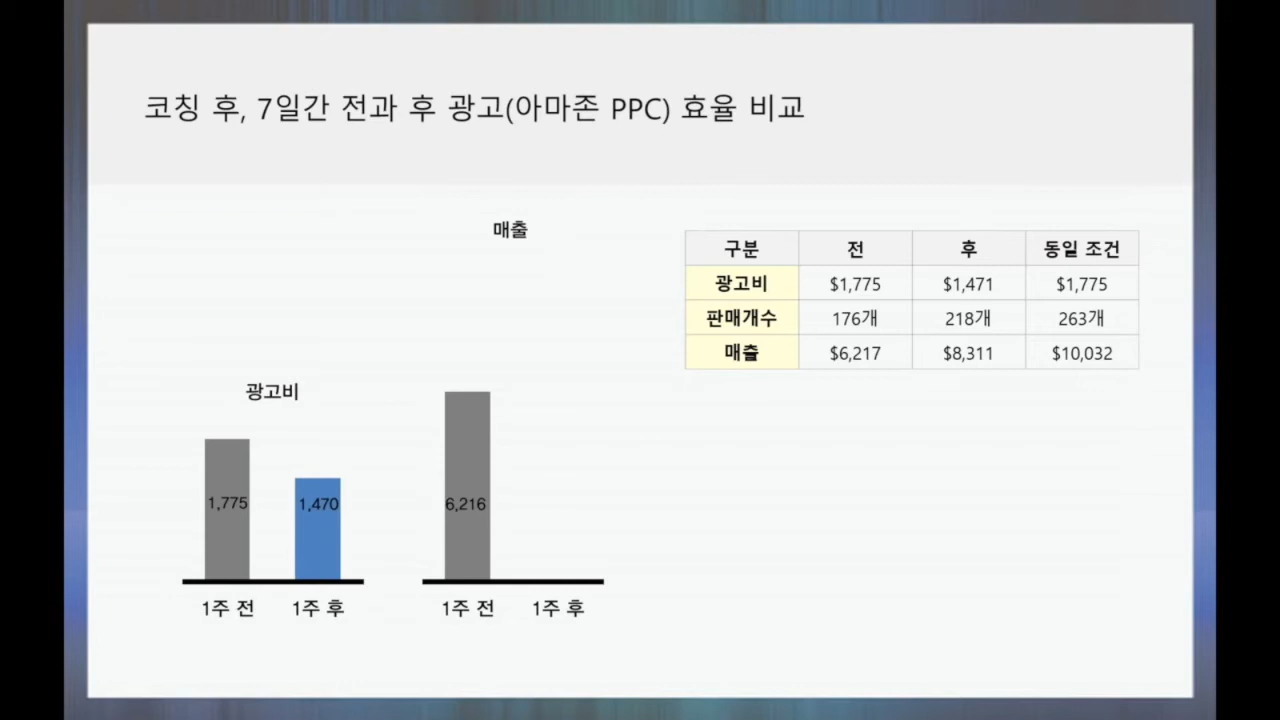 코칭 후, 7일간 전과 후 광고(아마존 PPC) 효율 비교
매출
광고비
1,775
1,470
6,216
1주 전
1주 후
1주 전
1주 후
구분 전 후 동일 조건
광고비 $1,775 $1,471 $1,775
판매개수 176개 218개 263개
매출 $6,217 $8,311 $10,032